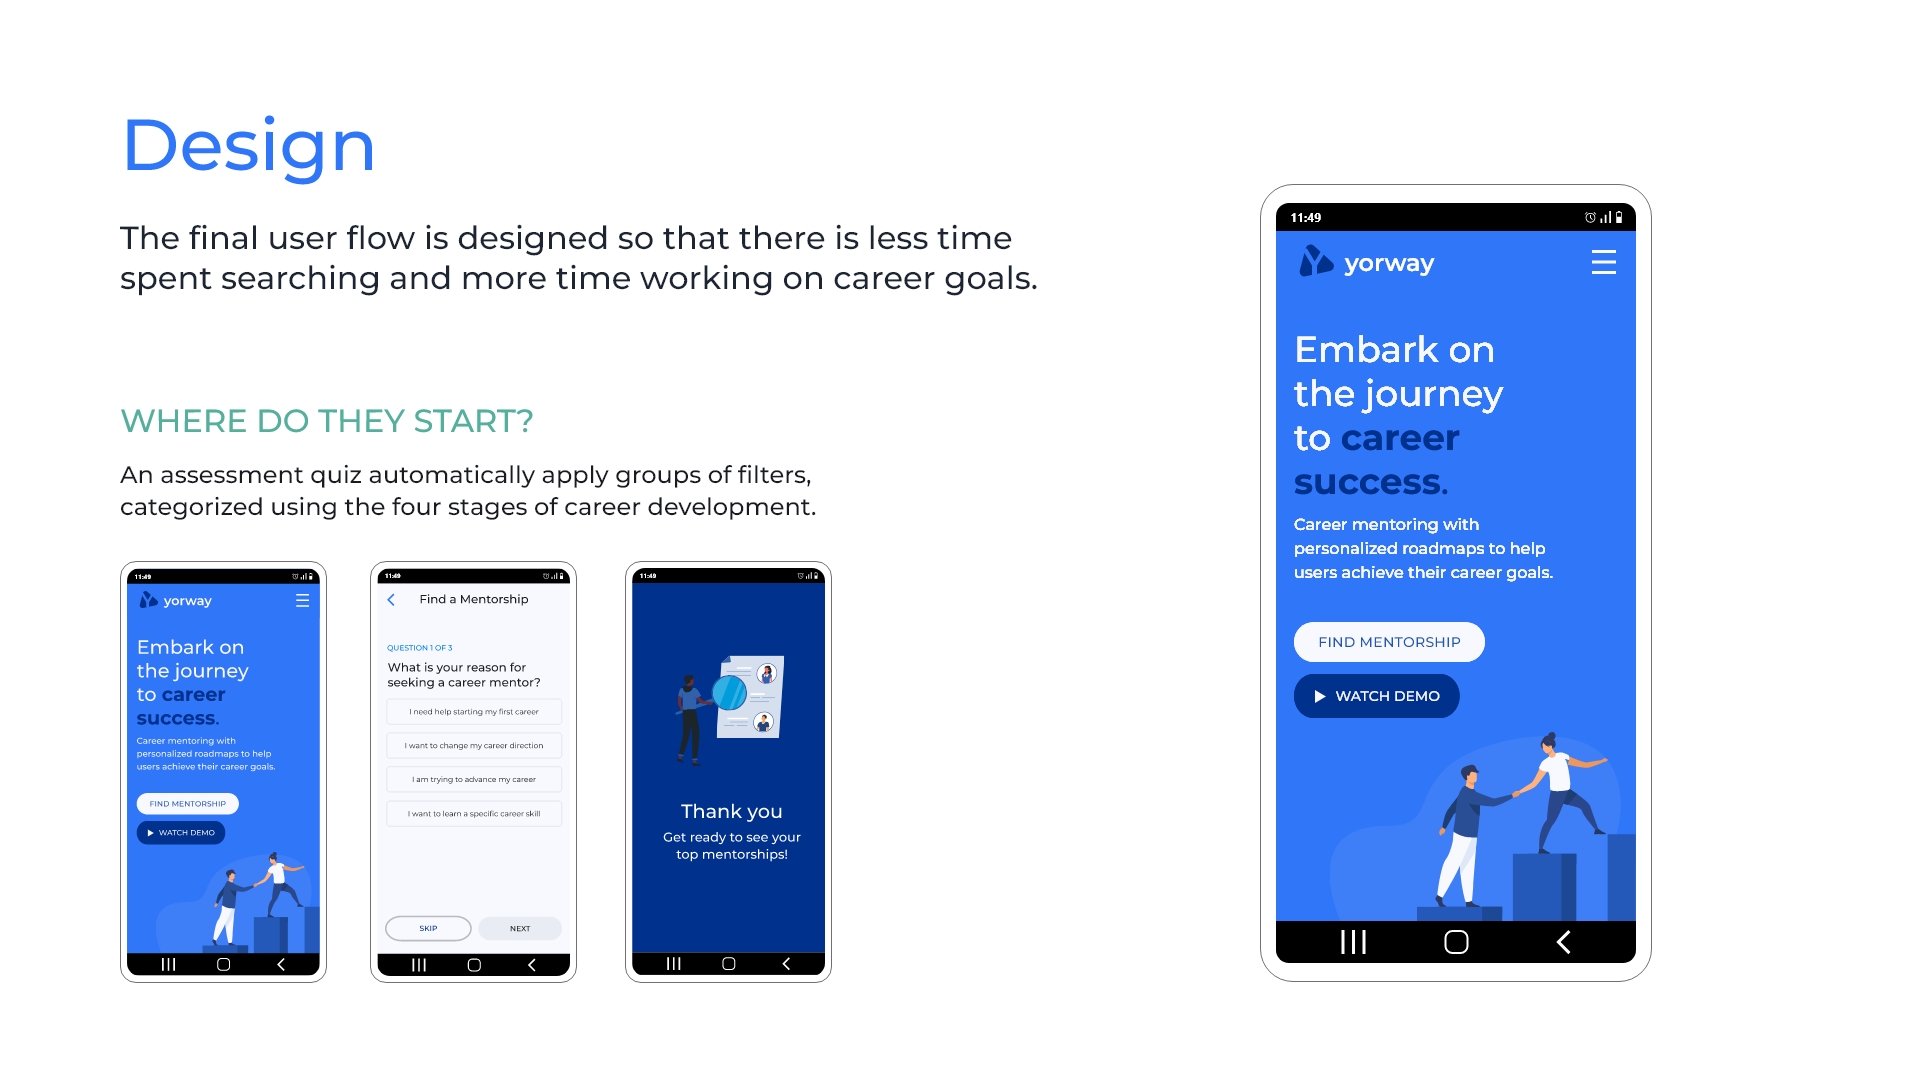 Design
The final user flow is designed so that there is less time
spent searching and more time working on career goals.
WHERE DO THEY START?
An assessment quiz automatically apply groups of filters,
categorized using the four stages of career development.
11:49
yorway
Embark on
the journey
to career
success.
Career mentoring with
personalized roadmaps to help
users achieve their career goals.
FIND MENTORSHIP
WATCH DEMO
11:49
Find a Mentorship
QUESTION 1 OF 3
What is your reason for
seeking a career mentor?
I need help starting my first career
I want to change my career direction
I am trying to advance my career
I want to learn a specific career skill
SKIP
NEXT
11:49
Thank you
Get ready to see your
top mentorships!
11:49
yorway
Embark on
the journey
to career
success.
Career mentoring with
personalized roadmaps to help
users achieve their career goals.
FIND MENTORSHIP
WATCH DEMO